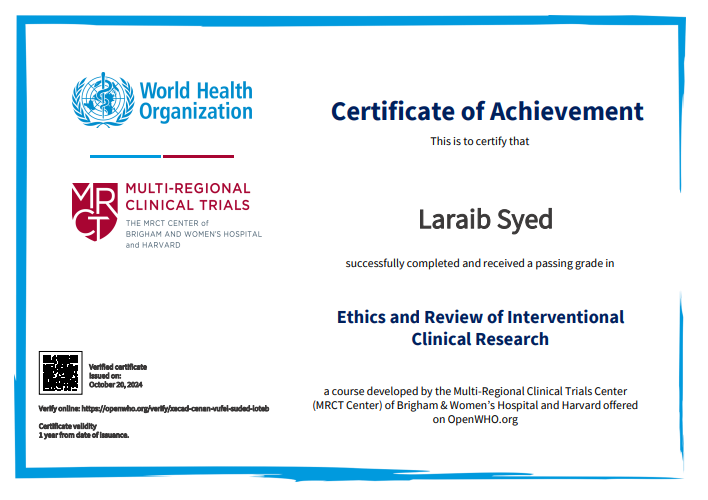 World Health
Organization
MRCT
MULTI-REGIONAL
CLINICAL TRIALS
THE MRCT CENTER of
BRIGHAM AND WOMEN'S HOSPITAL
and HARVARD
Certificate of Achievement
This is to certify that
Laraib Syed
successfully completed and received a passing grade in
Ethics and Review of Interventional
Clinical Research
a course developed by the Multi-Regional Clinical Trials Center
(MRCT Center) of Brigham & Women's Hospital and Harvard offered
on OpenWHO.org
Verified certificate
Issued on:
October 20, 2024
Verify online: https://openwho.org/verify/xacad-cenan-vufel-suded-loteb
Certificate validity
1 year from date of issuance.